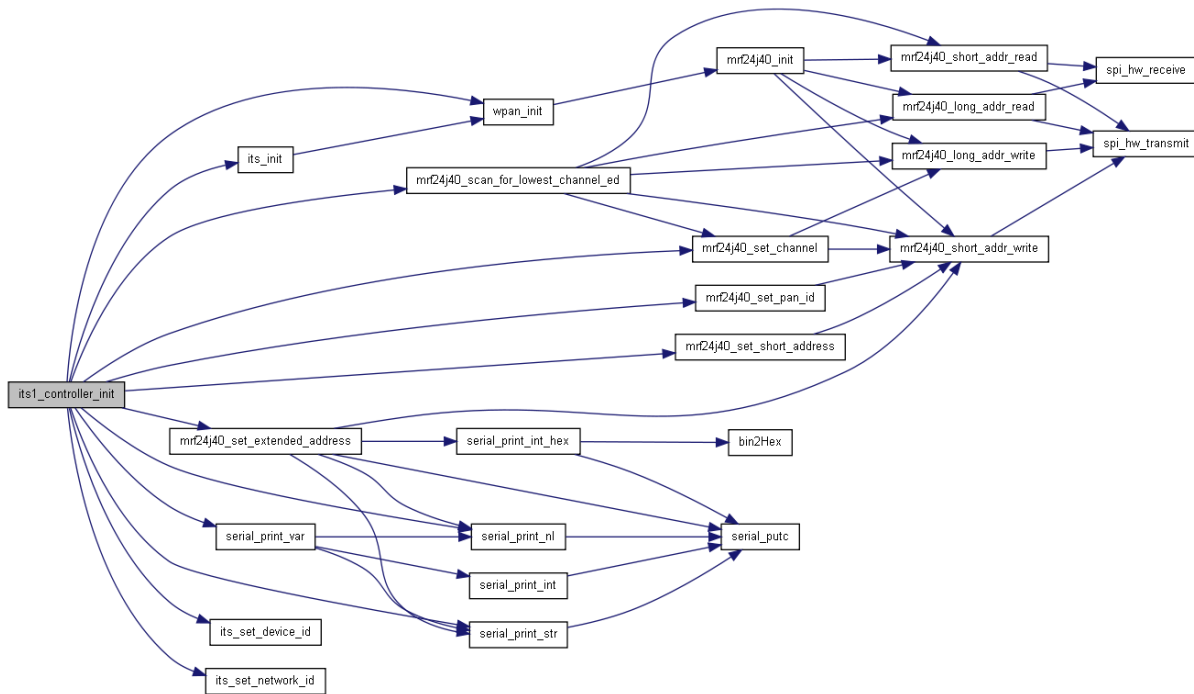 mrf24j40_short_addr_read
mrf24j40_init
spi_hw_receive
mrf24j40_long_addr_read
wpan_init
spi_hw_transmit
its_init
mrf24j40_long_addr_write
mrf24j40_scan_for_lowest_channel_ed
mrf24j40_set_channel
mrf24j40_short_addr_write
mrf24j40_set_pan_id
mrf24j40_set_short_address
its1_controller_init
mrf24j40_set_extended_address
serial_print_int_hex
bin2Hex
serial_print_var
serial_print_nl
serial_putc
serial_print_int
its_set_device_id
serial_print_str
its_set_network_id